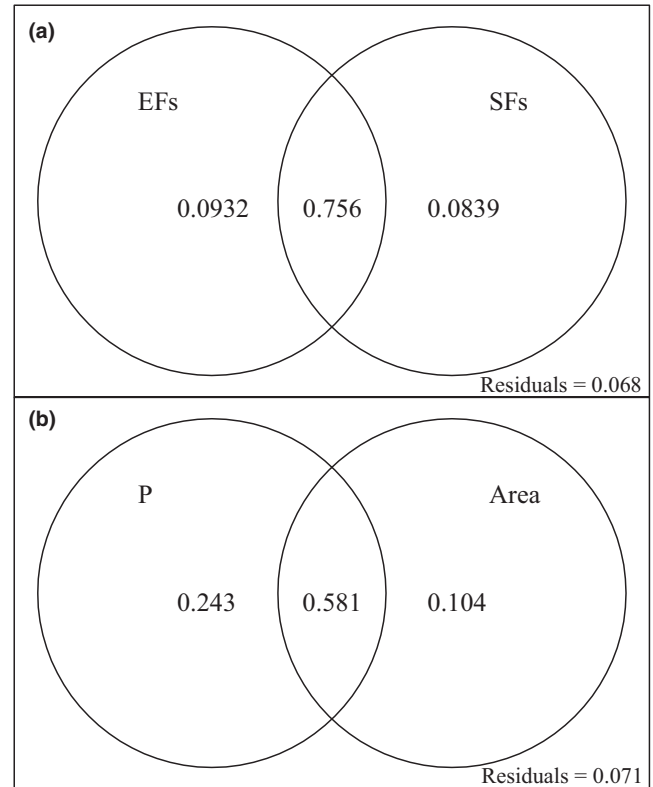 (a)
EFs SFs
0.0932 0.756 0.0839
Residuals = 0.068
(b)
P Area
0.243 0.581 0.104
Residuals = 0.071